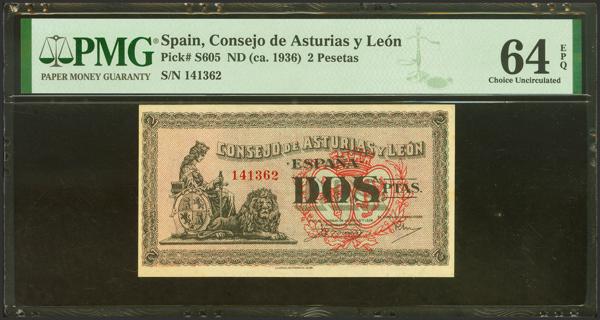 PMG®
PAPER MONEY GUARANTY
Spain, Consejo de Asturias y León
Pick# S605 ND (ca. 1936) 2 Pesetas
S/N 141362
64 EPQ
Choice Uncirculated
CONSEJO DE ASTURIAS Y LEÓN
ESPAÑA
141362
DOS PTAS.